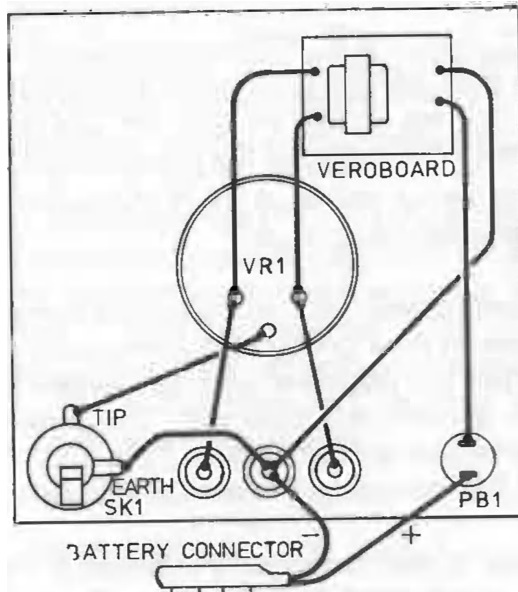 VEROBOARD
VR1
TIP
EARTH
SK1
PB1
- +
BATTERY CONNECTOR